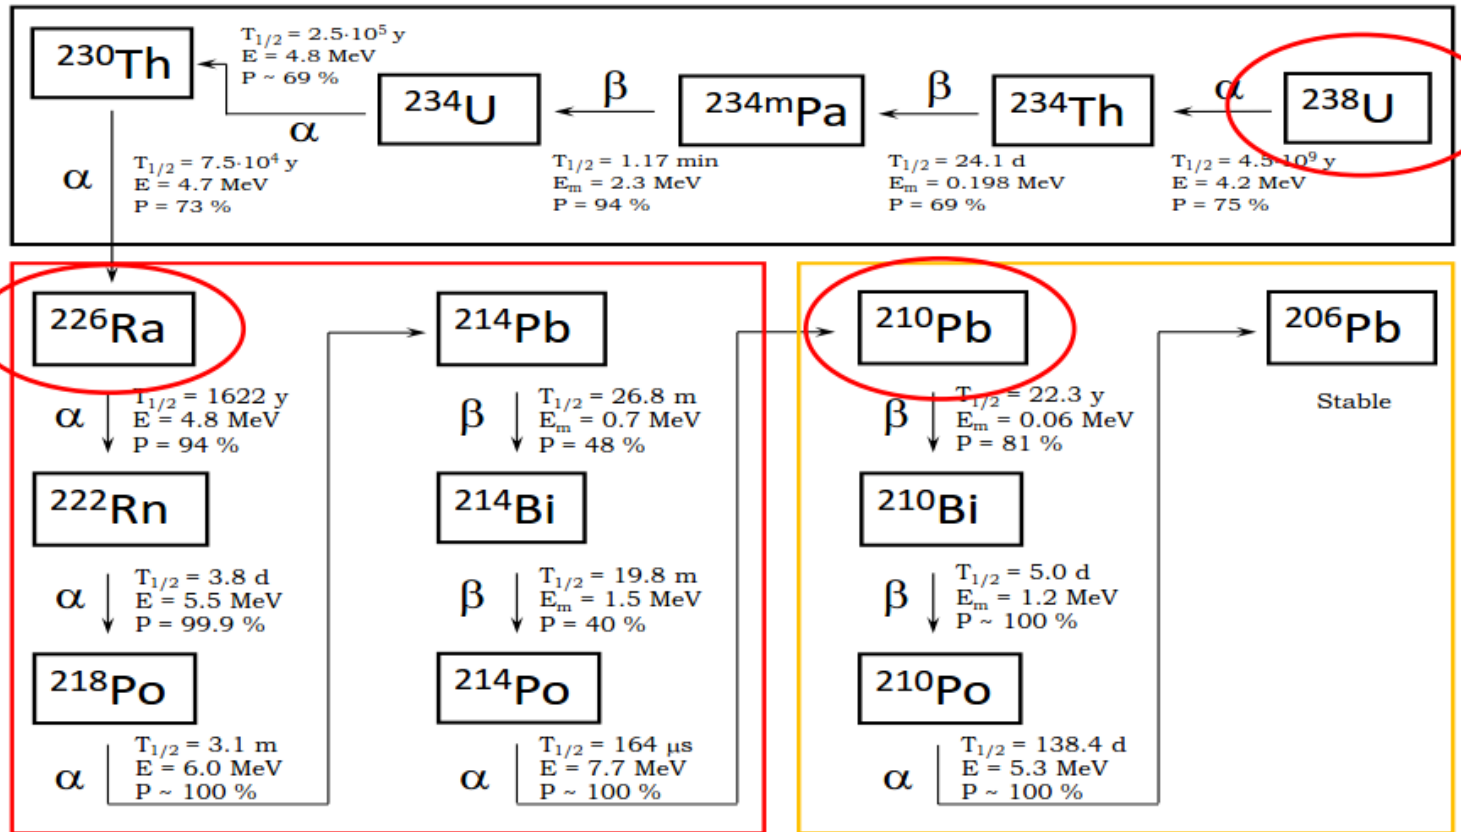 ²³⁰Th
T₁/₂ = 2.5·10⁵ y
E = 4.8 MeV
P ~ 69 %
α
²³⁴U
β
²³⁴ᵐPa
β
²³⁴Th
α
²³⁸U
α
T₁/₂ = 7.5·10⁴ y
E = 4.7 MeV
P = 73 %
T₁/₂ = 1.17 min
Eₘ = 2.3 MeV
P = 94 %
T₁/₂ = 24.1 d
Eₘ = 0.198 MeV
P = 69 %
T₁/₂ = 4.5·10⁹ y
E = 4.2 MeV
P = 75 %
²²⁶Ra
α
T₁/₂ = 1622 y
E = 4.8 MeV
P = 94 %
²²²Rn
α
T₁/₂ = 3.8 d
E = 5.5 MeV
P = 99.9 %
²¹⁸Po
α
T₁/₂ = 3.1 m
E = 6.0 MeV
P ~ 100 %
²¹⁴Pb
β
T₁/₂ = 26.8 m
Eₘ = 0.7 MeV
P = 48 %
²¹⁴Bi
β
T₁/₂ = 19.8 m
Eₘ = 1.5 MeV
P = 40 %
²¹⁴Po
α
T₁/₂ = 164 μs
E = 7.7 MeV
P ~ 100 %
²¹⁰Pb
β
T₁/₂ = 22.3 y
Eₘ = 0.06 MeV
P = 81 %
²¹⁰Bi
β
T₁/₂ = 5.0 d
Eₘ = 1.2 MeV
P ~ 100 %
²¹⁰Po
α
T₁/₂ = 138.4 d
E = 5.3 MeV
P ~ 100 %
²⁰⁶Pb
Stable